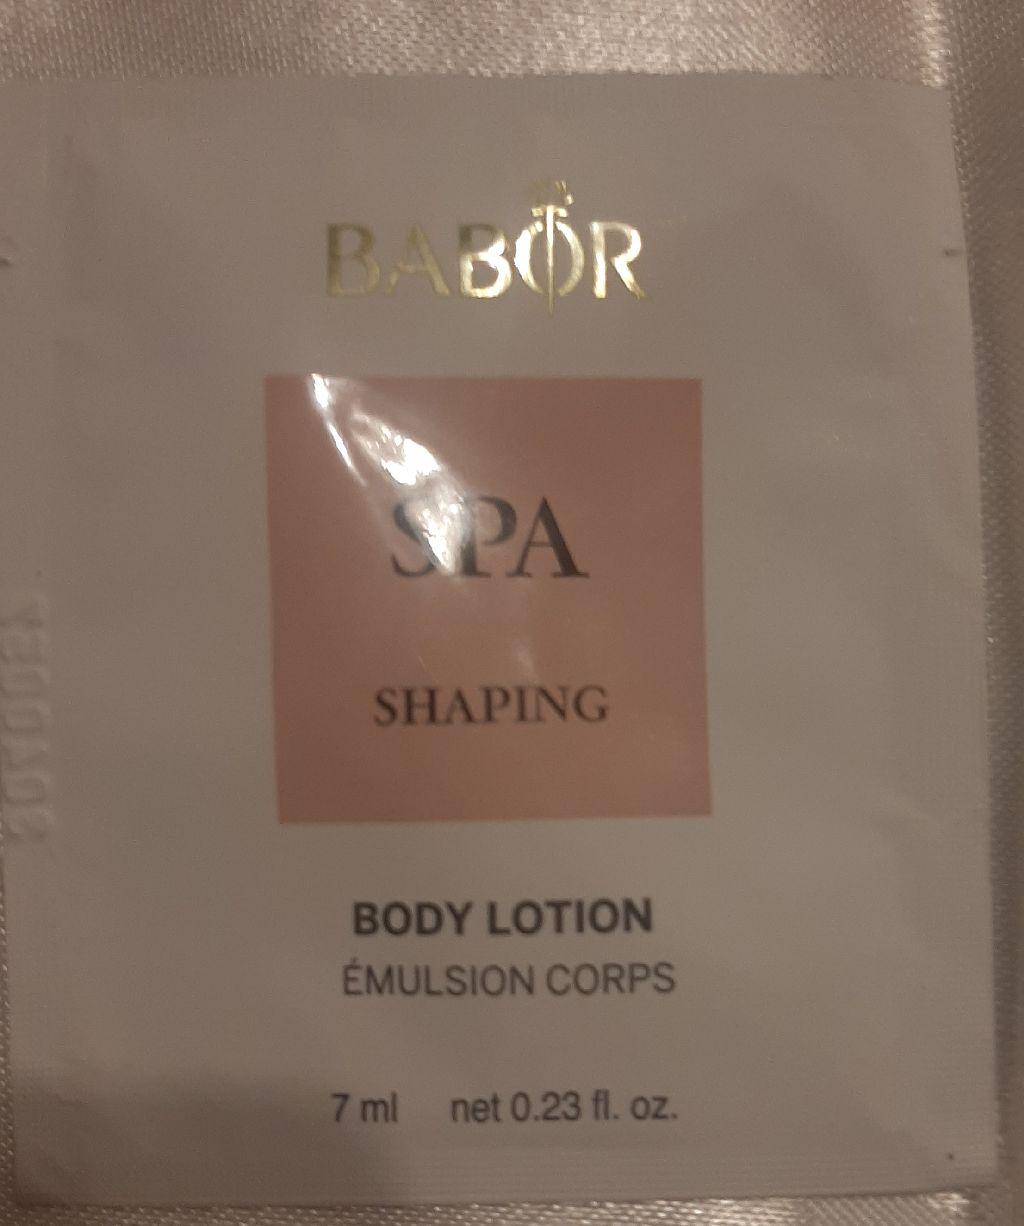 BABOR
SPA
SHAPING
BODY LOTION
ÉMULSION CORPS
7 ml net 0.23 fl. oz.